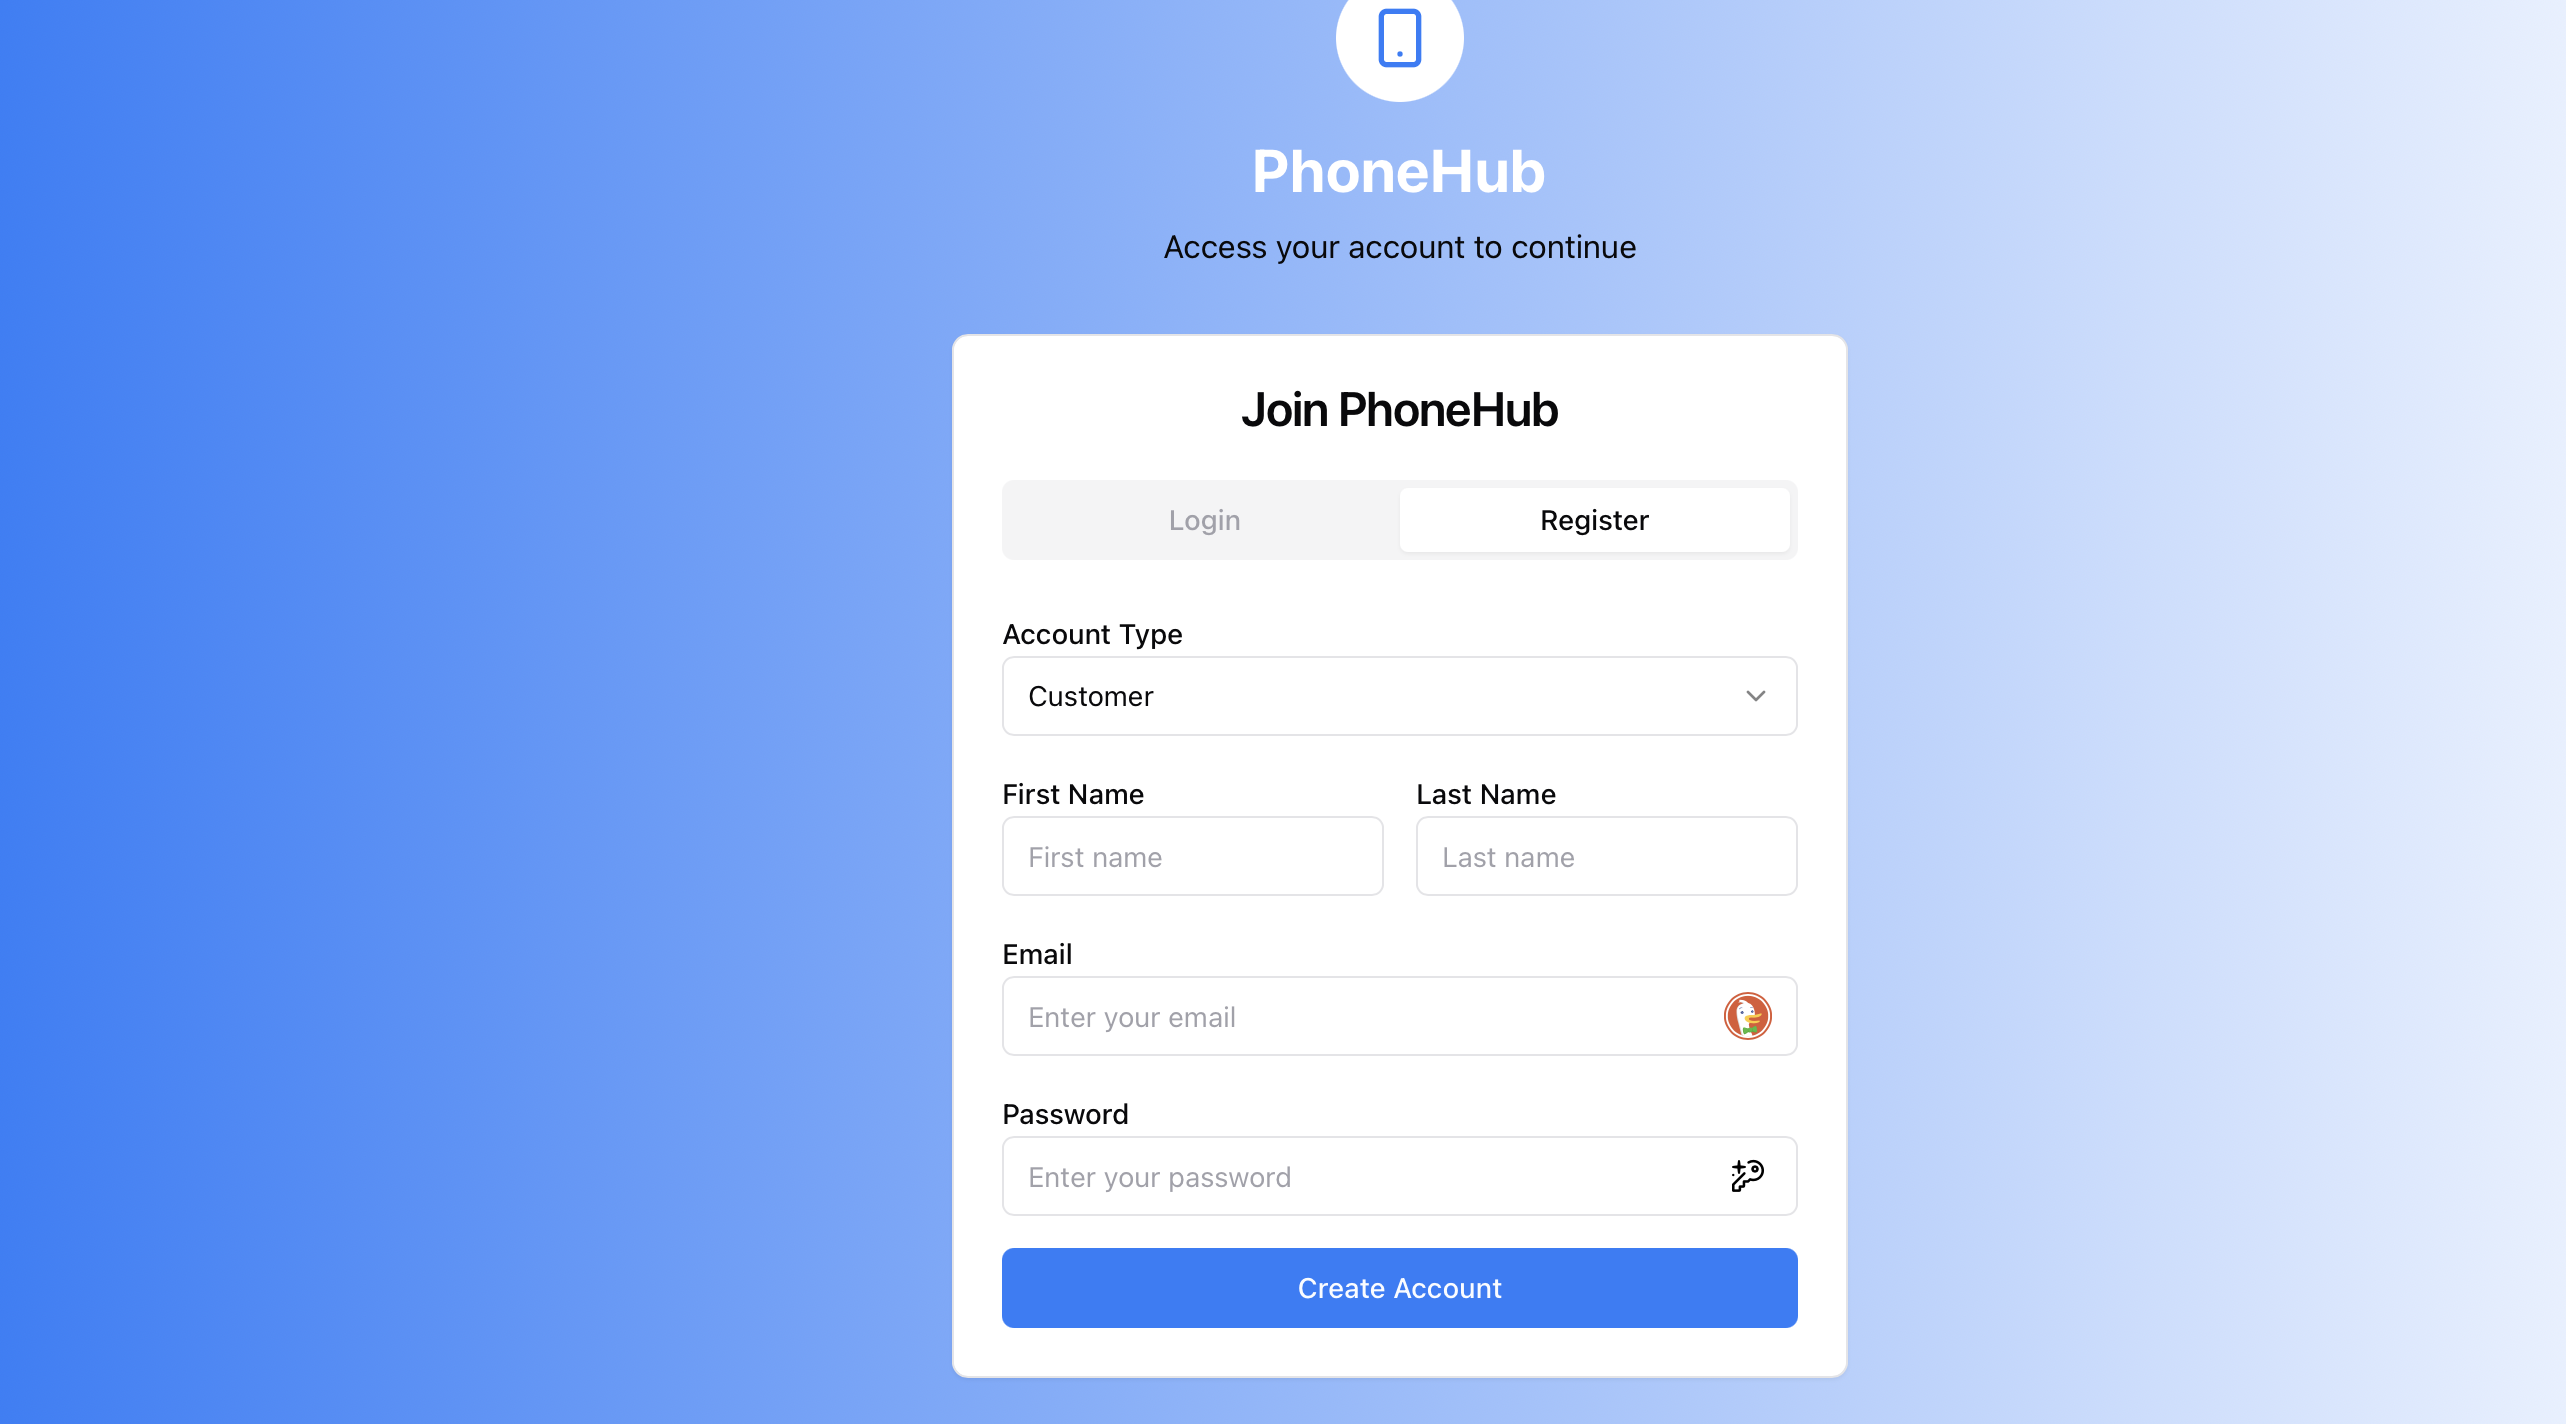 PhoneHub
Access your account to continue
Join PhoneHub
Login Register
Account Type
Customer
First Name Last Name
First name Last name
Email
Enter your email
Password
Enter your password
Create Account